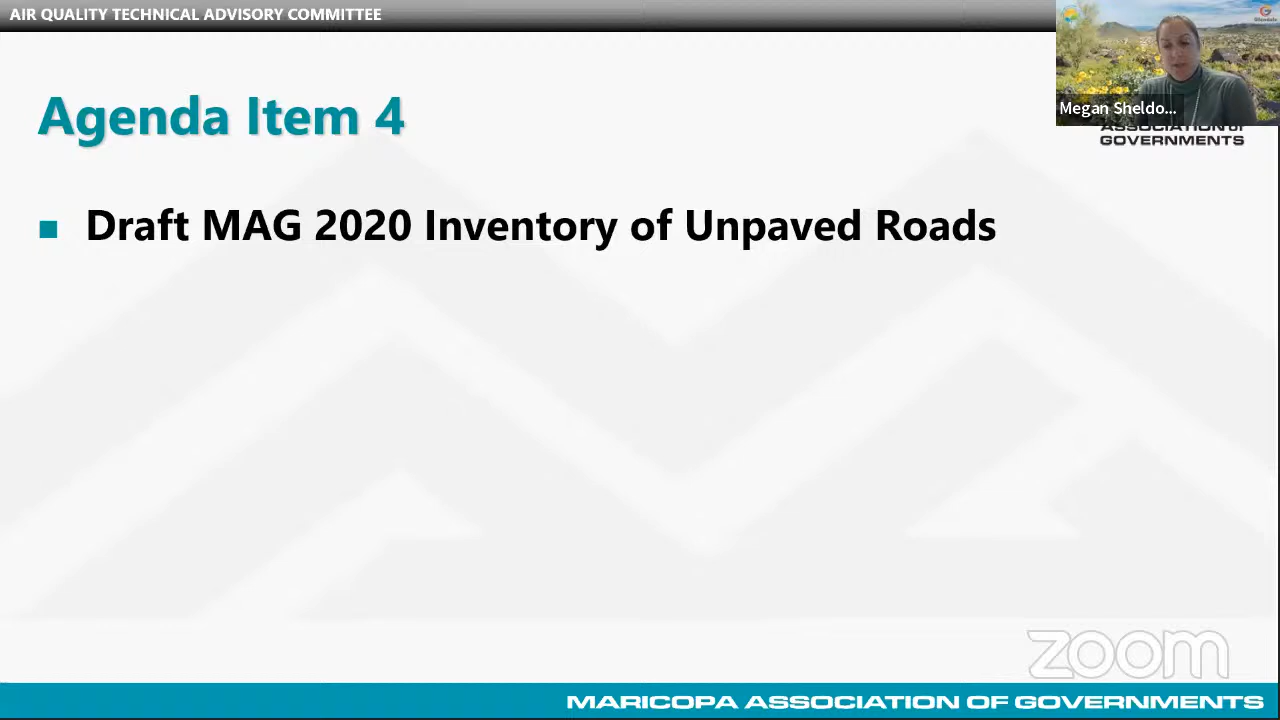 AIR QUALITY TECHNICAL ADVISORY COMMITTEE
Megan Sheldo...
ASSOCIATION of
GOVERNMENTS
Agenda Item 4
Draft MAG 2020 Inventory of Unpaved Roads
zoom
MARICOPA ASSOCIATION OF GOVERNMENTS